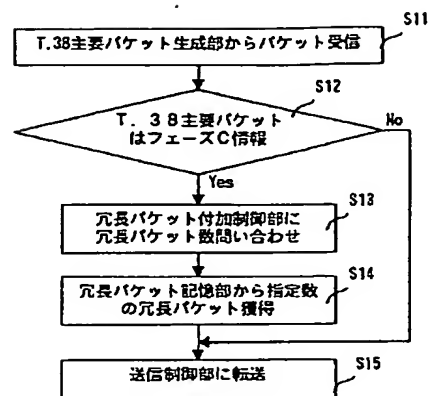 S11
T.38主要パケット生成部からパケット受信
S12
T.38主要パケット
はフェーズC情報
No
Yes
S13
冗長パケット付加制御部に
冗長パケット数問い合わせ
S14
冗長パケット記憶部から指定数
の冗長パケット獲得
S15
送信制御部に転送